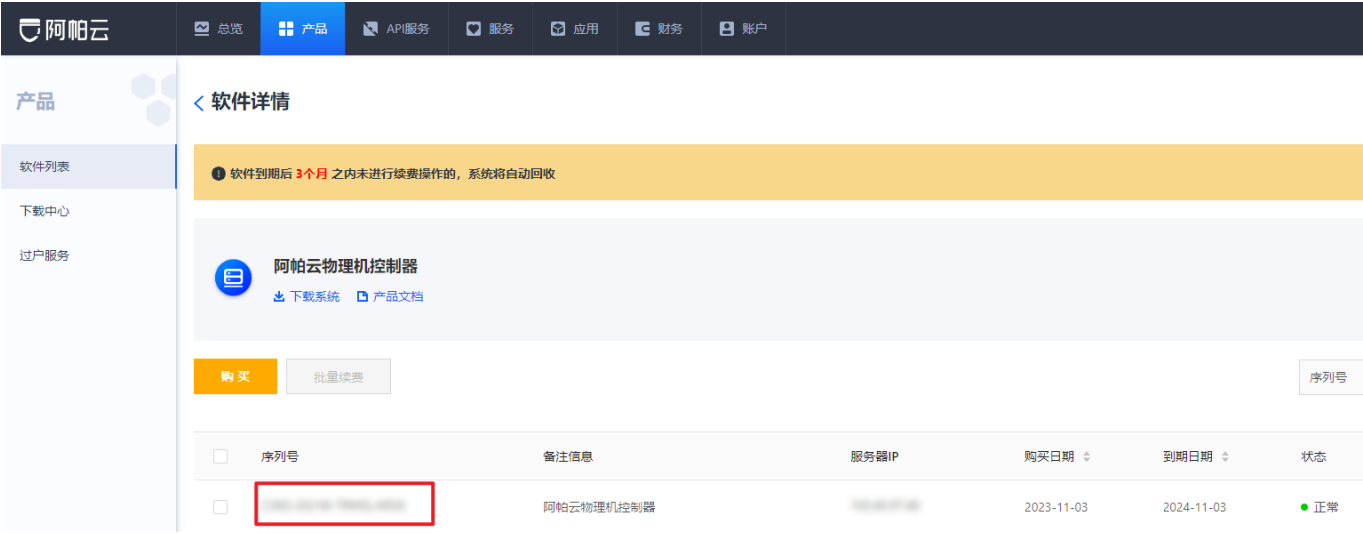 阿帕云 总览 产品 API服务 服务 应用 财务 账户
产品
软件列表
下载中心
过户服务
软件详情
软件到期后 3个月 之内未进行续费操作的，系统将自动回收
阿帕云物理机控制器
下载系统 产品文档
购买 批量续费 序列号
序列号 备注信息 服务器IP 购买日期 到期日期 状态
阿帕云物理机控制器 2023-11-03 2024-11-03 正常